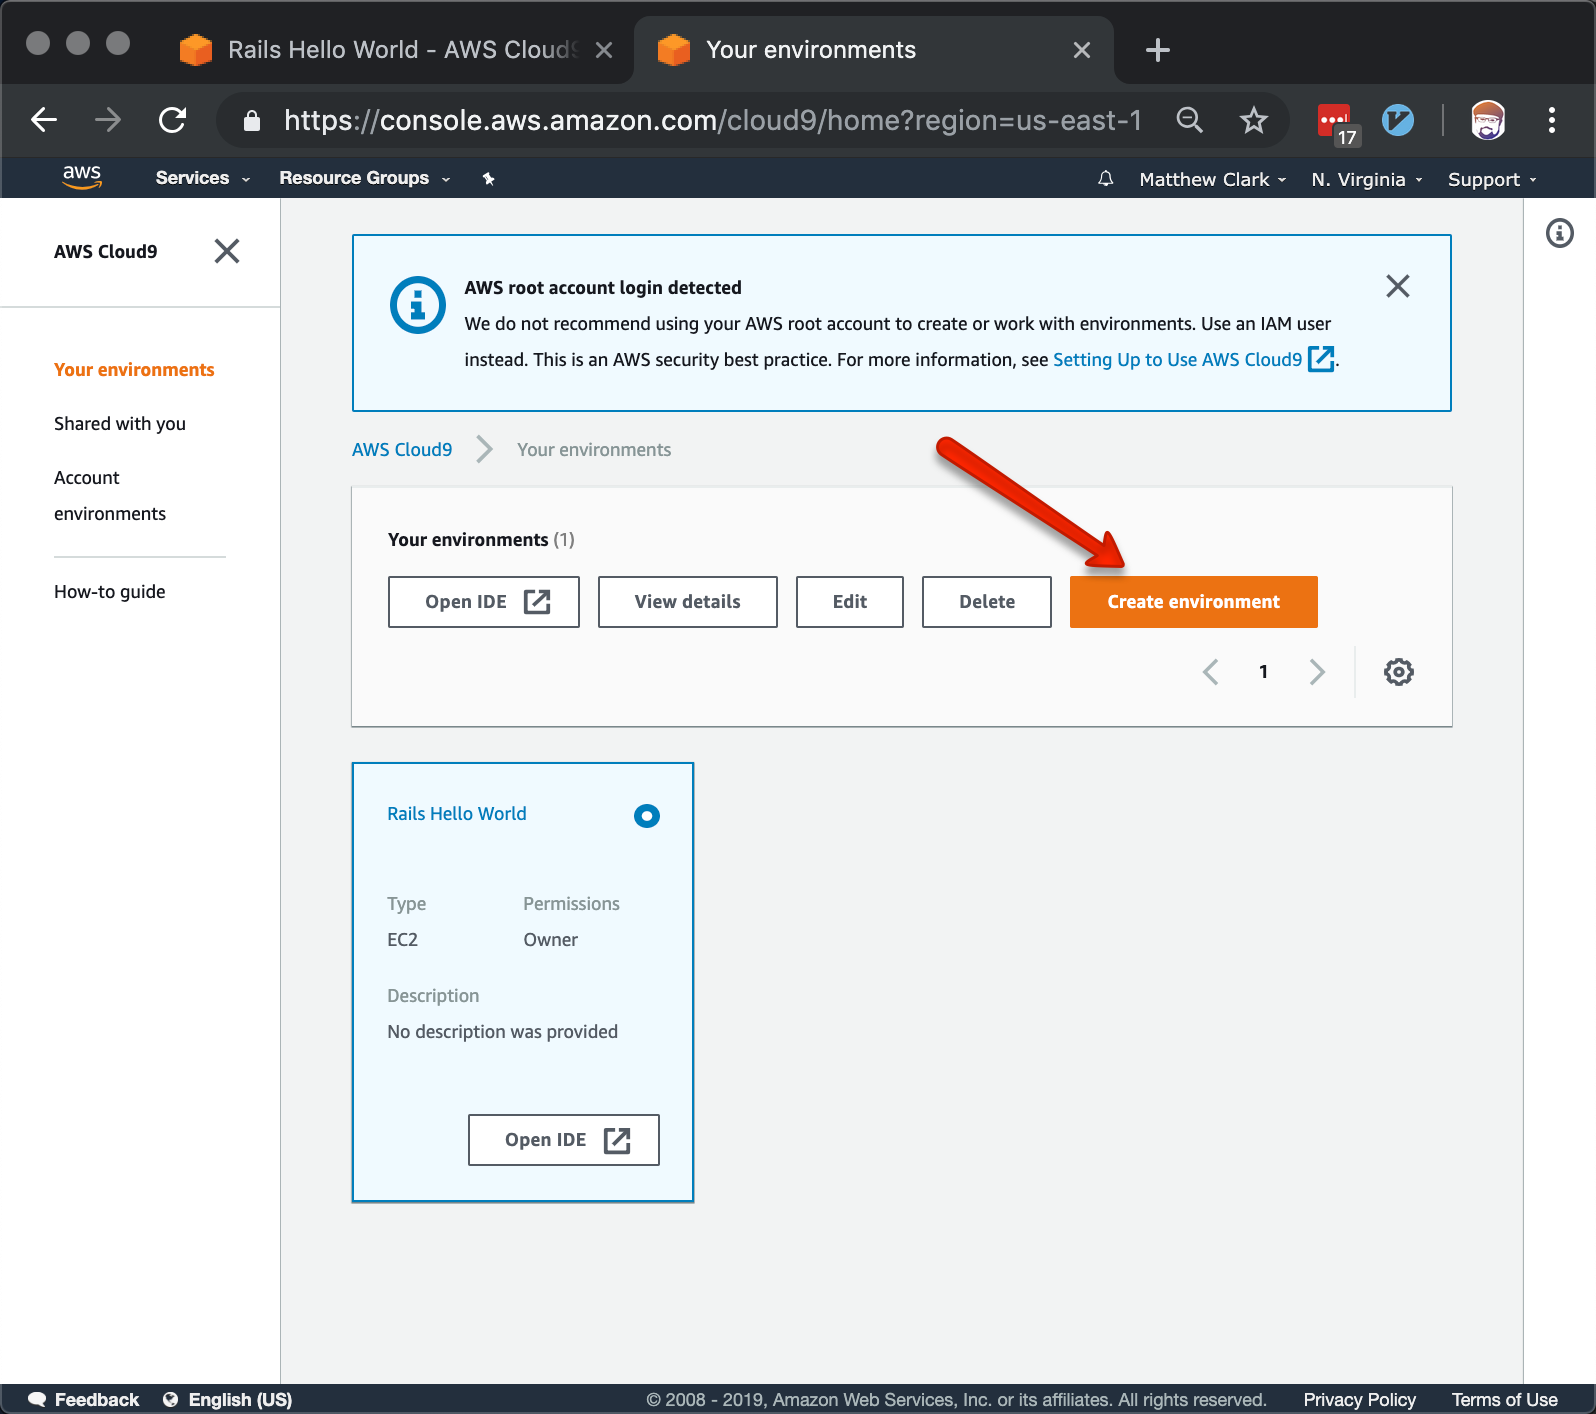 Rails Hello World - AWS Cloud9
Your environments
https://console.aws.amazon.com/cloud9/home?region=us-east-1
17
aws
Services
Resource Groups
Matthew Clark
N. Virginia
Support
AWS Cloud9
Your environments
Shared with you
Account
environments
How-to guide
AWS root account login detected
We do not recommend using your AWS root account to create or work with environments. Use an IAM user
instead. This is an AWS security best practice. For more information, see Setting Up to Use AWS Cloud9.
AWS Cloud9 Your environments
Your environments (1)
Open IDE
View details
Edit
Delete
Create environment
1
Rails Hello World
Type Permissions
EC2 Owner
Description
No description was provided
Open IDE
Feedback
English (US)
© 2008 - 2019, Amazon Web Services, Inc. or its affiliates. All rights reserved.
Privacy Policy
Terms of Use